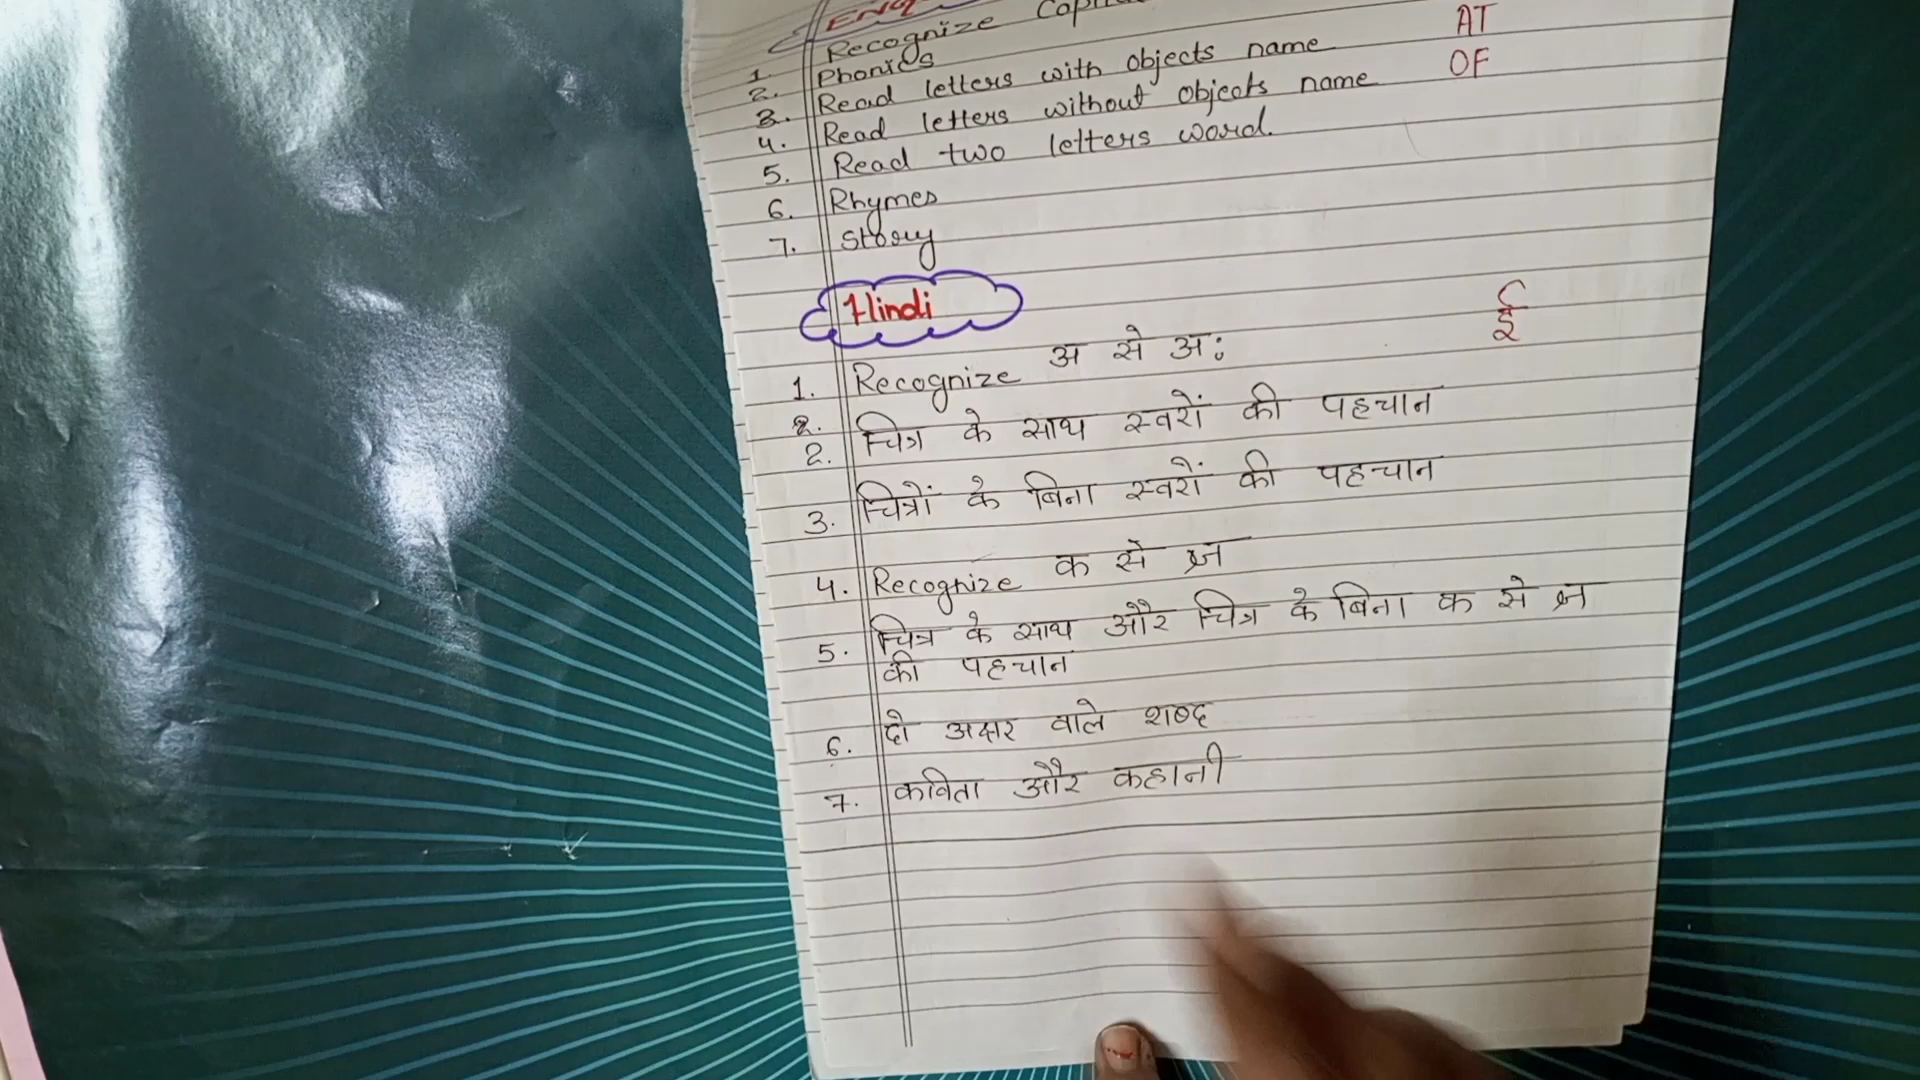 Recognize
Phonics
1.
2. Read letters with objects name AT
3. Read letters without objects name OF
4. Read two letters word.
5.
6. Rhymes
7. Story
Hindi
ई
1. Recognize अ से अः
2.
2. चित्र के साथ स्वरों की पहचान
3. चित्रों के बिना स्वरों की पहचान
4. Recognize क से ज्ञ
5. चित्र के साथ और चित्र के बिना क से ज्ञ
की पहचान
6. दो अक्षर वाले शब्द
7. कविता और कहानी